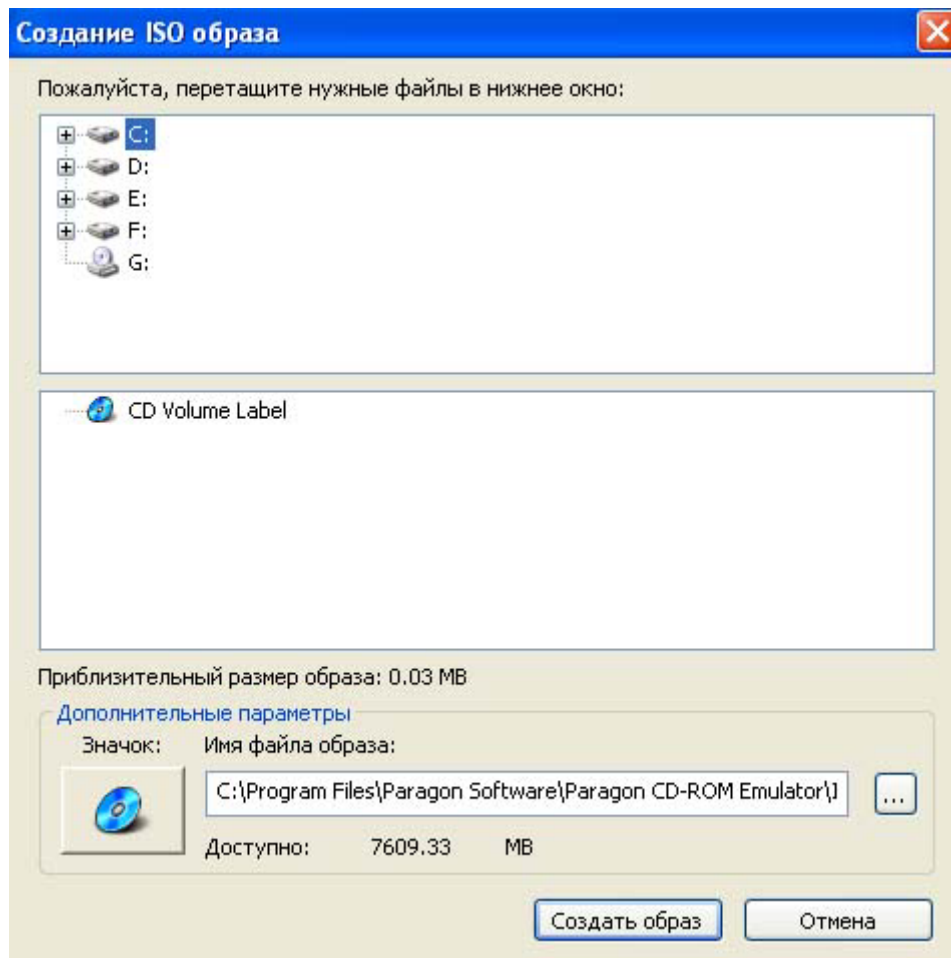 Создание ISO образа
Пожалуйста, перетащите нужные файлы в нижнее окно:
C:
D:
E:
F:
G:
CD Volume Label
Приблизительный размер образа: 0.03 MB
Дополнительные параметры
Значок: Имя файла образа:
C:\Program Files\Paragon Software\Paragon CD-ROM Emulator\I
...
Доступно: 7609.33 MB
Создать образ Отмена